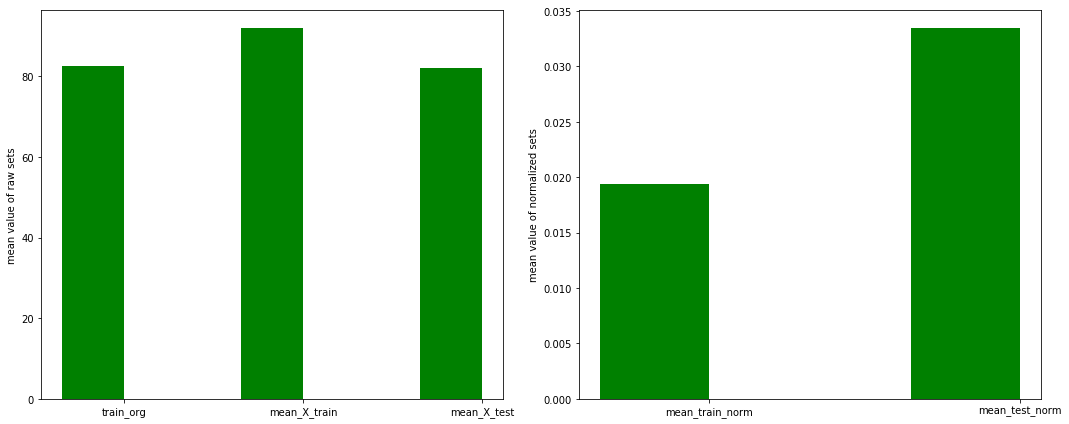 mean value of raw sets
80
60
40
20
0
train_org
mean_X_train
mean_X_test
mean value of normalized sets
0.035
0.030
0.025
0.020
0.015
0.010
0.005
0.000
mean_train_norm
mean_test_norm